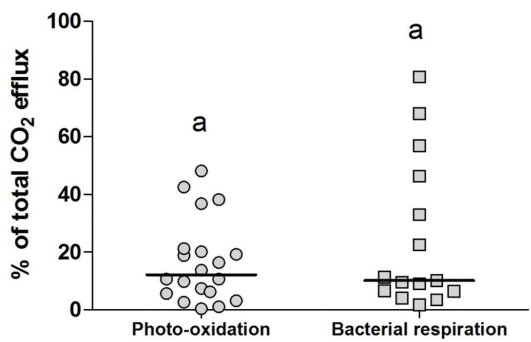 % of total CO₂ efflux
100
80
60
40
20
0
a
a
Photo-oxidation
Bacterial respiration